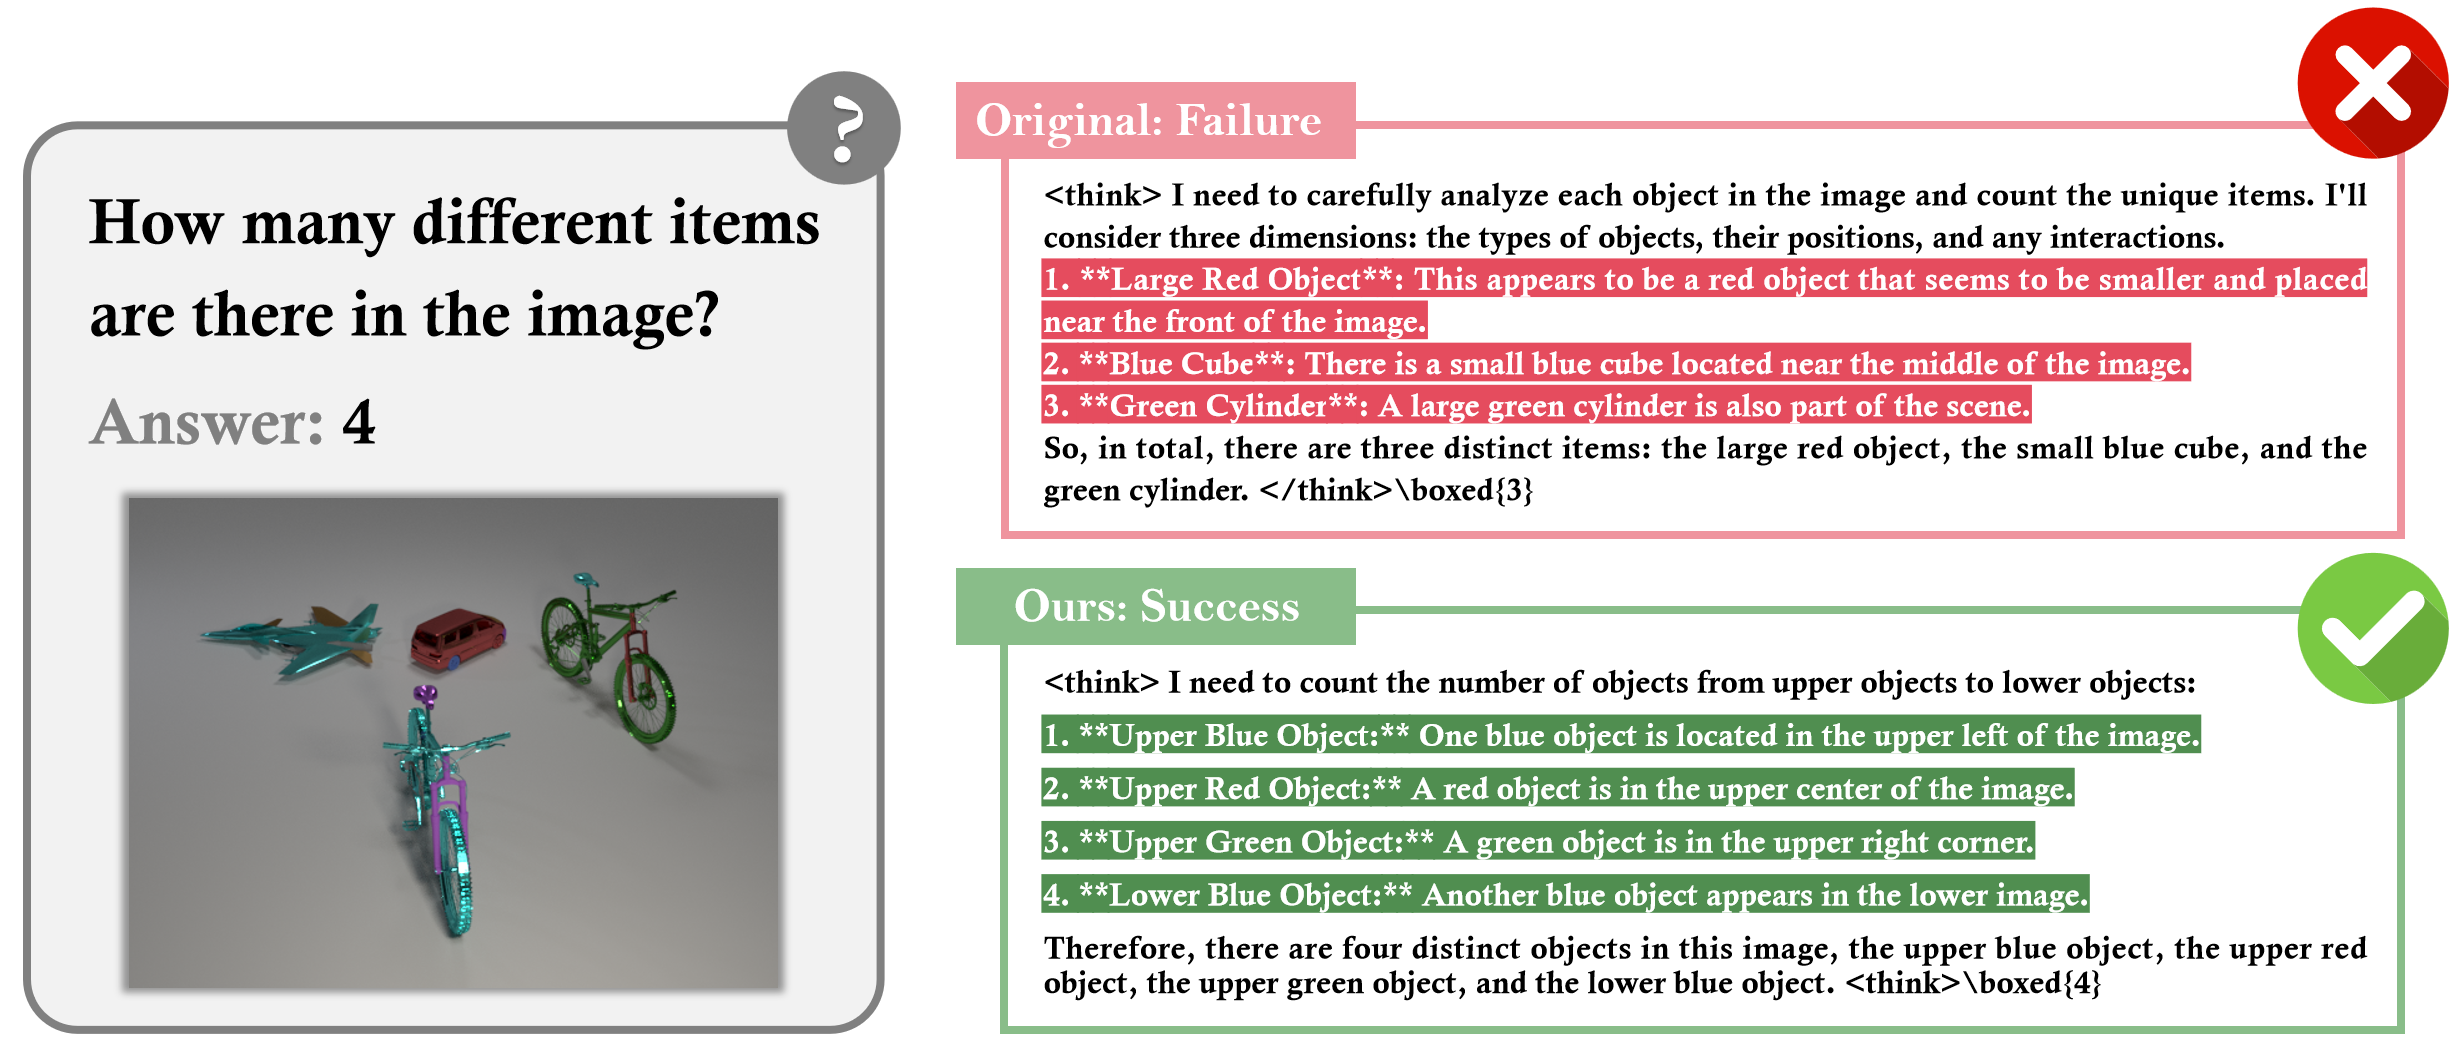 ?
How many different items
are there in the image?
Answer: 4
Original: Failure
<think> I need to carefully analyze each object in the image and count the unique items. I'll
consider three dimensions: the types of objects, their positions, and any interactions.
1. **Large Red Object**: This appears to be a red object that seems to be smaller and placed
near the front of the image.
2. **Blue Cube**: There is a small blue cube located near the middle of the image.
3. **Green Cylinder**: A large green cylinder is also part of the scene.
So, in total, there are three distinct items: the large red object, the small blue cube, and the
green cylinder. </think>\boxed{3}
Ours: Success
<think> I need to count the number of objects from upper objects to lower objects:
1. **Upper Blue Object:** One blue object is located in the upper left of the image.
2. **Upper Red Object:** A red object is in the upper center of the image.
3. **Upper Green Object:** A green object is in the upper right corner.
4. **Lower Blue Object:** Another blue object appears in the lower image.
Therefore, there are four distinct objects in this image, the upper blue object, the upper red
object, the upper green object, and the lower blue object. <think>\boxed{4}